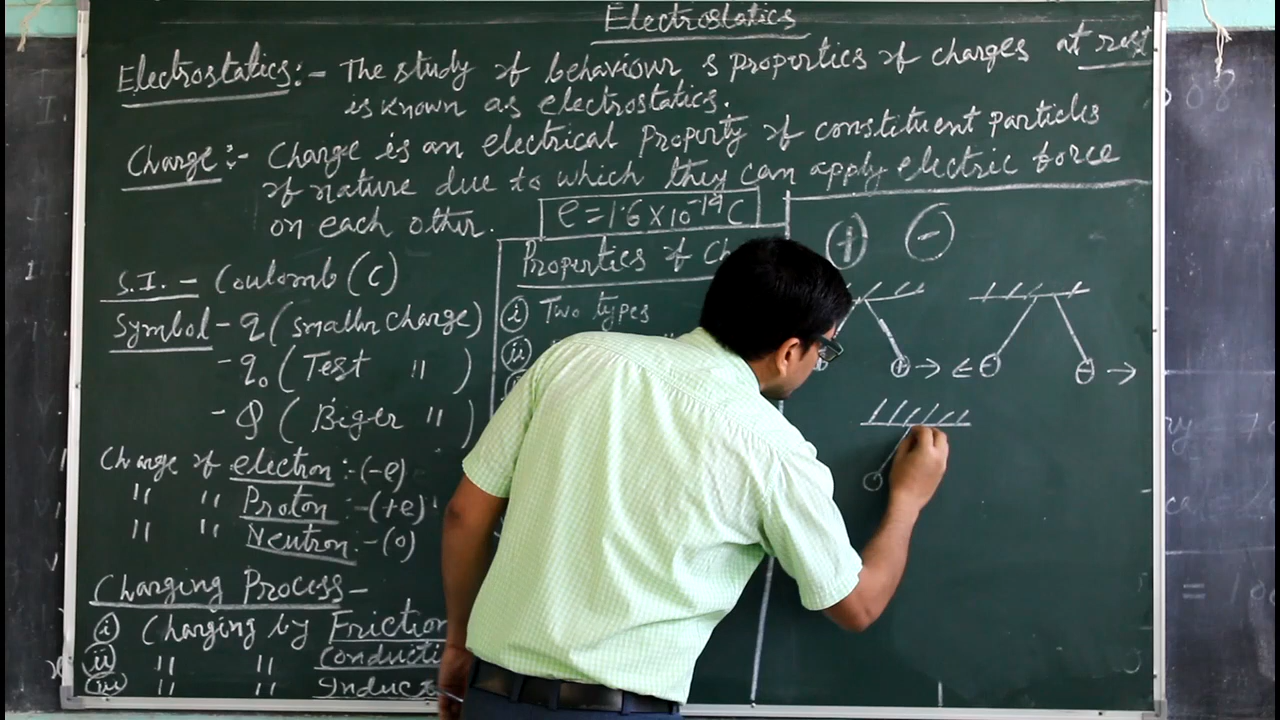 Electrostatics
Electrostatics:- The study of behaviour & properties of charges at rest
is known as electrostatics.
Charge:- Charge is an electrical Property of constituent particles
of nature due to which they can apply electric force
on each other.
e = 1.6 X 10⁻¹⁹ C
S.I. - Coulomb (C)
Symbol - q (smaller charge)
- q₀ (Test " )
- Q ( Biger " )
Charge of electron :- (-e)
" " Proton :- (+e)
" " Neutron :- (0)
Charging Process -
(i) Charging by Friction
(ii) " " Conducti
(iii) " " Induct
Properties of Ch
(i) Two types
(ii)
+ -
+ → ← - - →